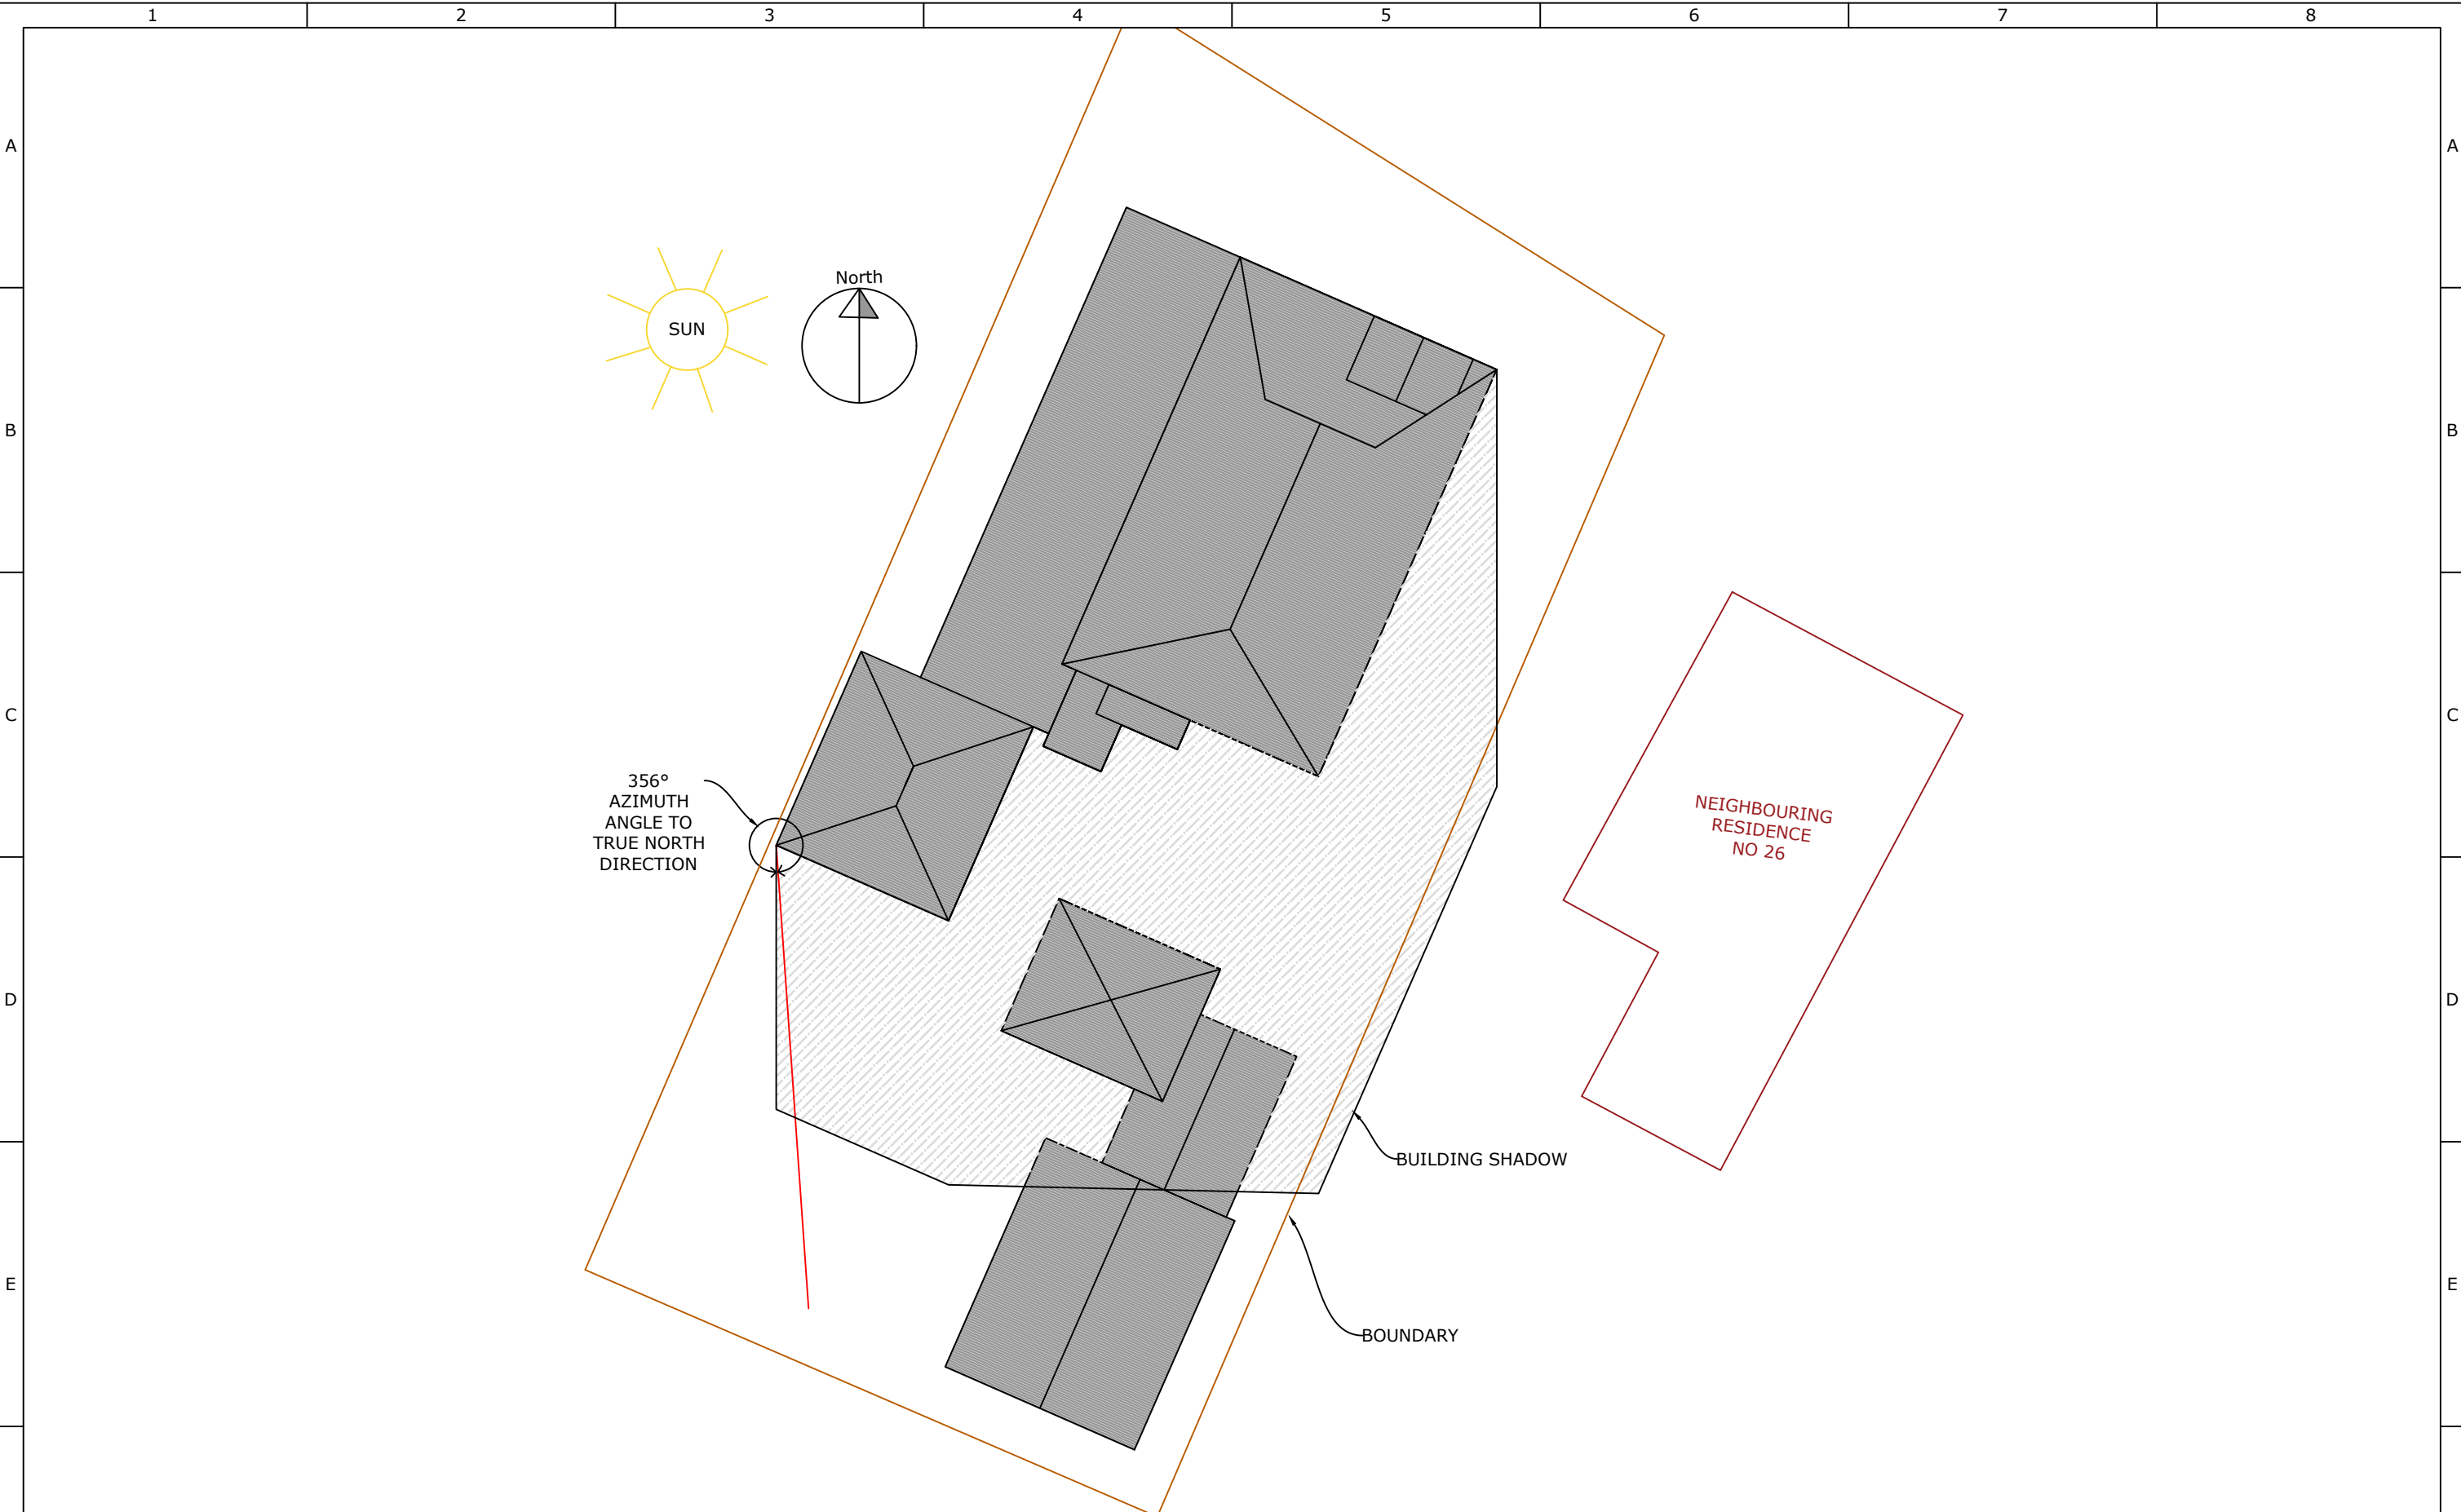 1 2 3 4 5 6 7 8
A A
North
SUN
B B
C C
356°
AZIMUTH
ANGLE TO
TRUE NORTH
DIRECTION
NEIGHBOURING
RESIDENCE
NO 26
D D
BUILDING SHADOW
E E
BOUNDARY